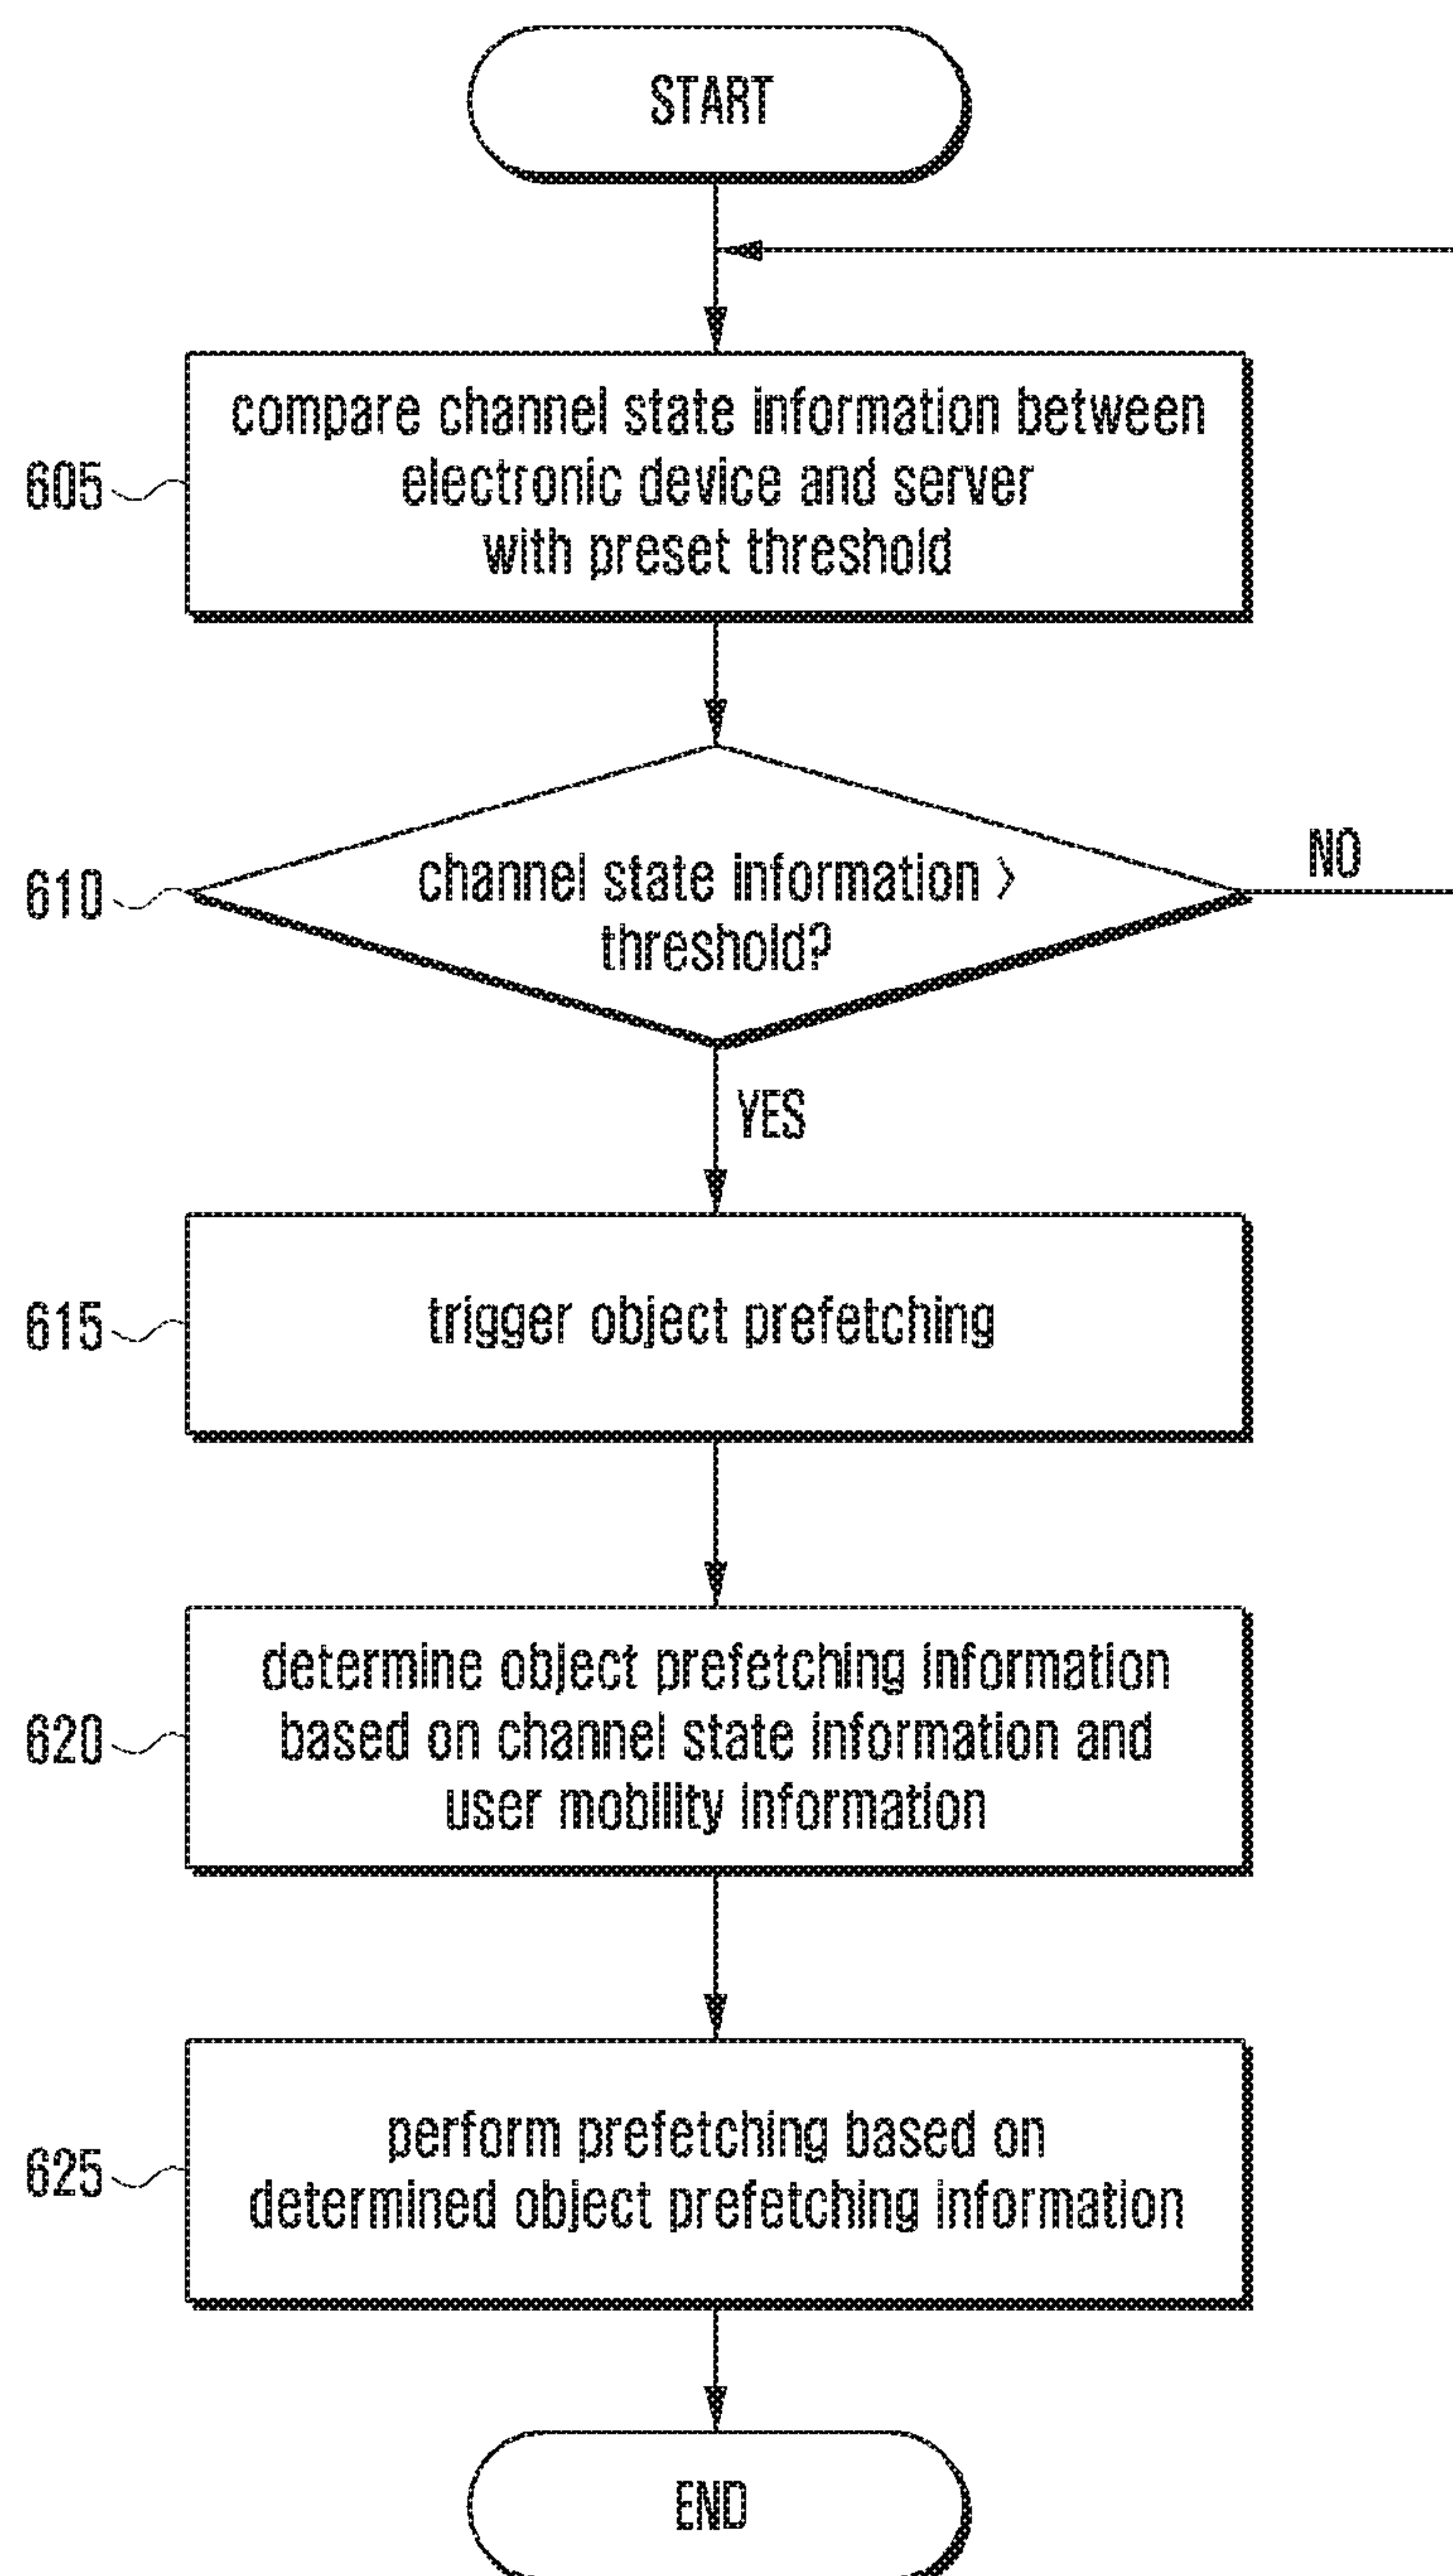 START
compare channel state information between
electronic device and server
with preset threshold
605
channel state information >
threshold?
610
NO
YES
trigger object prefetching
615
determine object prefetching information
based on channel state information and
user mobility information
620
perform prefetching based on
determined object prefetching information
625
END